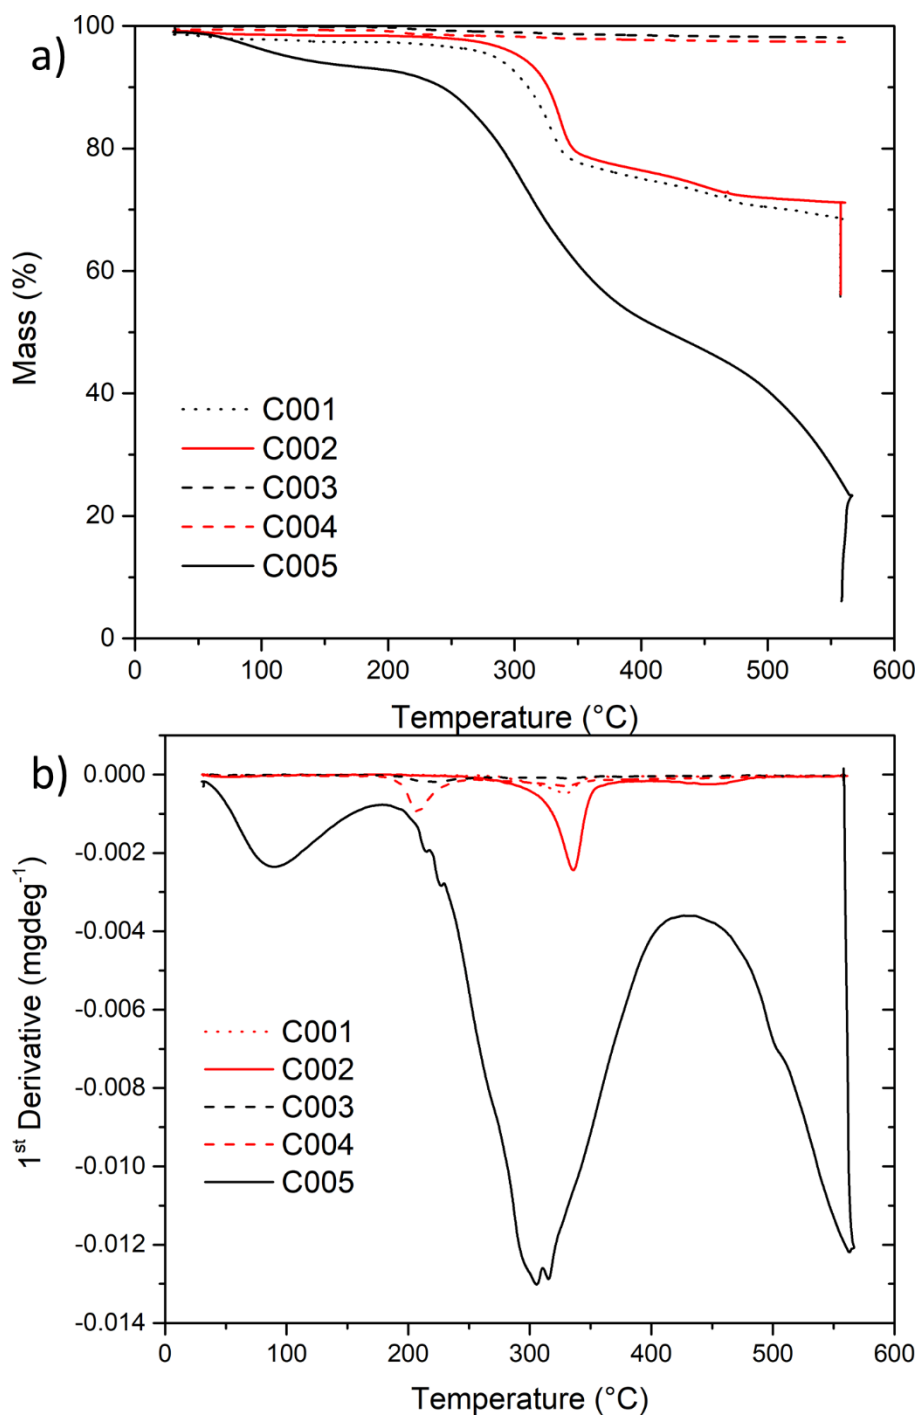 a)
100
80
60
40
20
0
Mass (%)
C001
C002
C003
C004
C005
0 100 200 300 400 500 600
Temperature (°C)
b)
0.000
-0.002
-0.004
-0.006
-0.008
-0.010
-0.012
-0.014
1st Derivative (mgdeg-1)
C001
C002
C003
C004
C005
0 100 200 300 400 500 600
Temperature (°C)